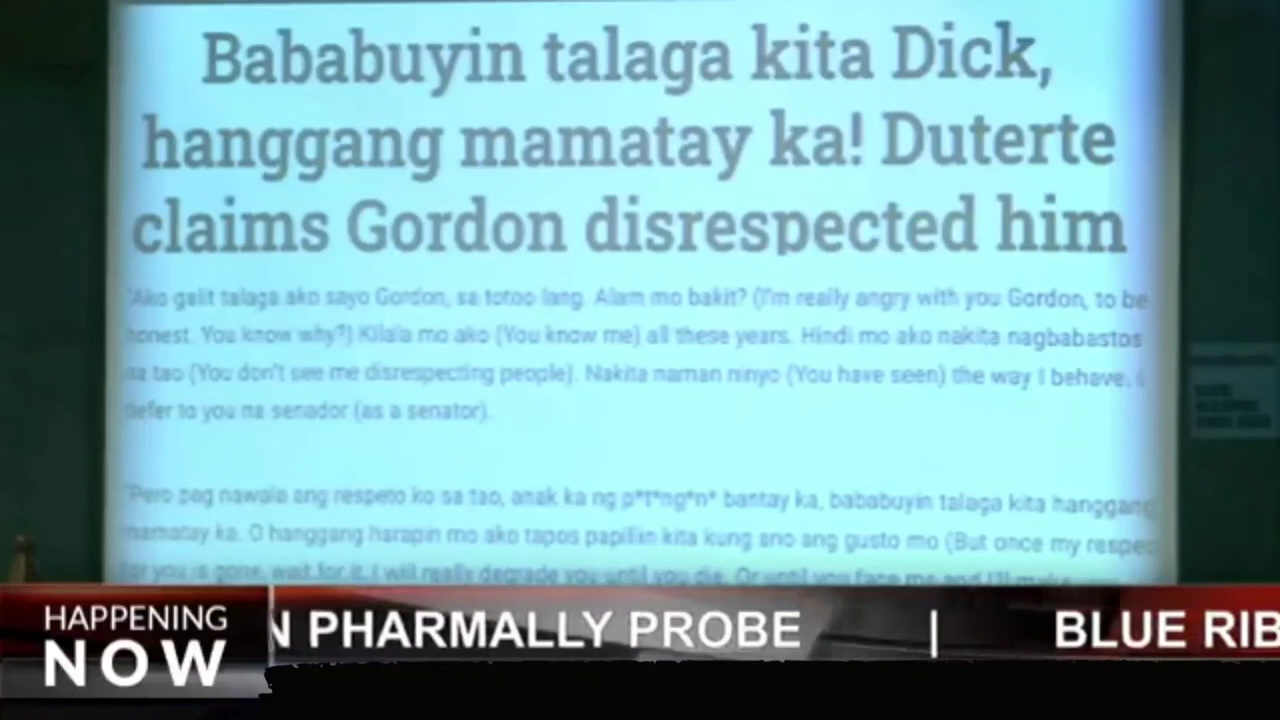 Bababuyin talaga kita Dick,
hanggang mamatay ka! Duterte
claims Gordon disrespected him
"Ako galit talaga ako sayo Gordon, sa totoo lang. Alam mo bakit? (I'm really angry with you Gordon, to be
honest. You know why?) Kilala mo ako (You know me) all these years. Hindi mo ako nakita nagbabastos
na tao (You don't see me disrespecting people). Nakita naman ninyo (You have seen) the way I behave. I
defer to you na senador (as a senator).
"Pero pag nawala ang respeto ko sa tao, anak ka ng p*t*ng*n* bantay ka, bababuyin talaga kita hanggang
mamatay ka. O hanggang harapin mo ako tapos papiliin kita kung ano ang gusto mo (But once my respec
for you is gone, wait for it, I will really degrade you until you die. Or until you face me and I'll make
HAPPENING
NOW
N PHARMALLY PROBE | BLUE RIB